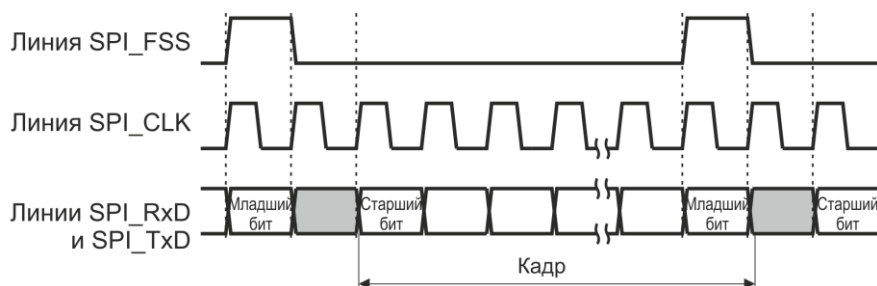 Линия SPI_FSS
Линия SPI_CLK
Линии SPI_RxD
и SPI_TxD
Младший
бит
Старший
бит
Младший
бит
Старший
бит
Кадр